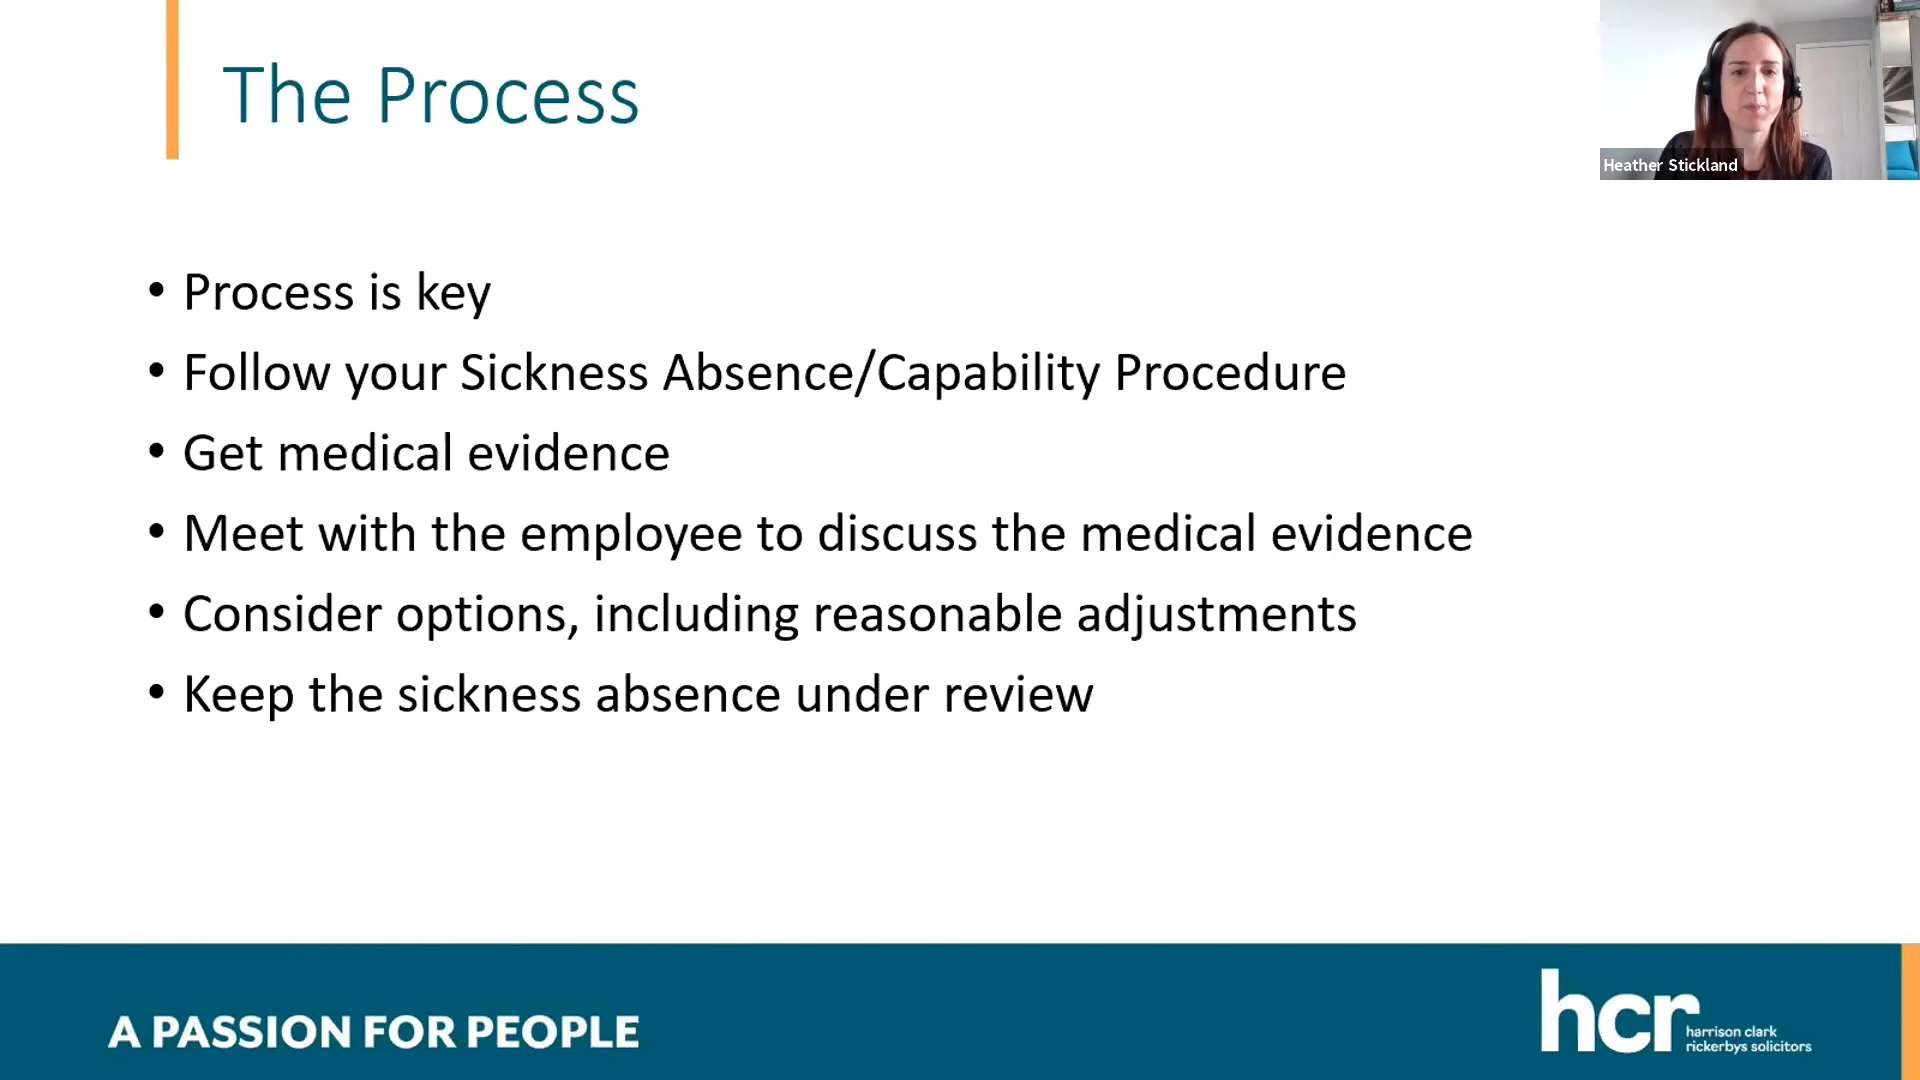 The Process
Heather Stickland
• Process is key
• Follow your Sickness Absence/Capability Procedure
• Get medical evidence
• Meet with the employee to discuss the medical evidence
• Consider options, including reasonable adjustments
• Keep the sickness absence under review
A PASSION FOR PEOPLE
hcr
harrison clark
rickerbys solicitors